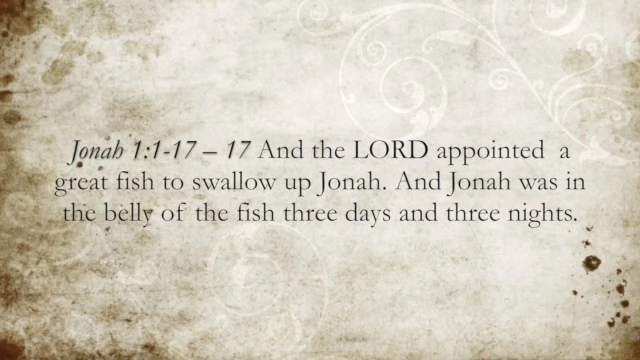 Jonah 1:1-17 – 17 And the LORD appointed a
great fish to swallow up Jonah. And Jonah was in
the belly of the fish three days and three nights.